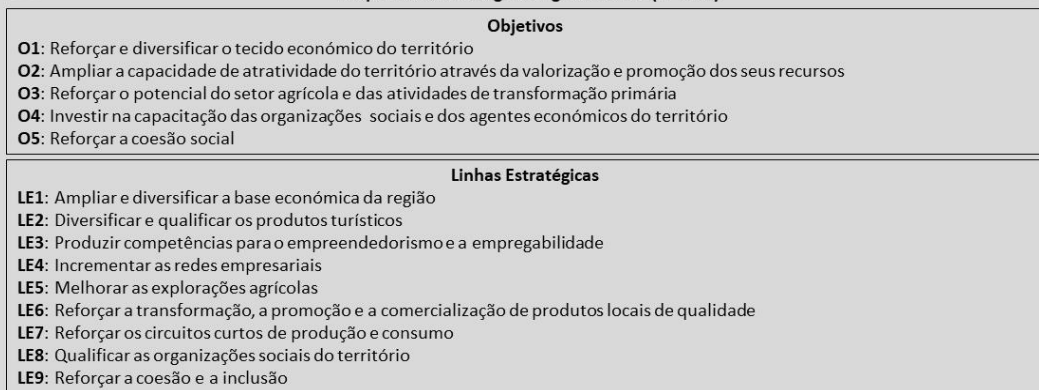 Objetivos
O1: Reforçar e diversificar o tecido económico do território
O2: Ampliar a capacidade de atratividade do território através da valorização e promoção dos seus recursos
O3: Reforçar o potencial do setor agrícola e das atividades de transformação primária
O4: Investir na capacitação das organizações sociais e dos agentes económicos do território
O5: Reforçar a coesão social
Linhas Estratégicas
LE1: Ampliar e diversificar a base económica da região
LE2: Diversificar e qualificar os produtos turísticos
LE3: Produzir competências para o empreendedorismo e a empregabilidade
LE4: Incrementar as redes empresariais
LE5: Melhorar as explorações agrícolas
LE6: Reforçar a transformação, a promoção e a comercialização de produtos locais de qualidade
LE7: Reforçar os circuitos curtos de produção e consumo
LE8: Qualificar as organizações sociais do território
LE9: Reforçar a coesão e a inclusão